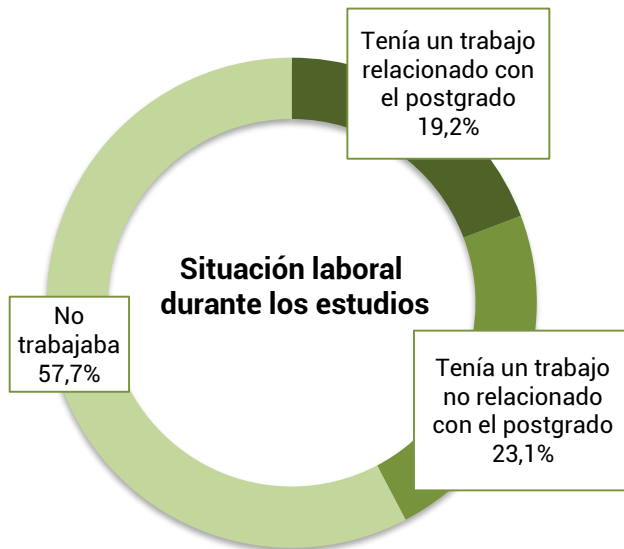 Tenía un trabajo
relacionado con
el postgrado
19,2%
Situación laboral
durante los estudios
No
trabajaba
57,7%
Tenía un trabajo
no relacionado
con el postgrado
23,1%